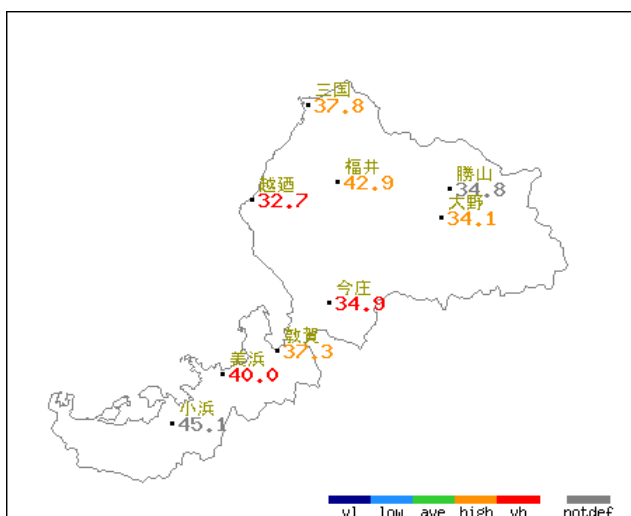 三国
37.8
福井
42.9
勝山
34.8
越廼
32.7
大野
34.1
今庄
34.9
敦賀
37.3
美浜
40.0
小浜
45.1
vl low ave high vh notdef